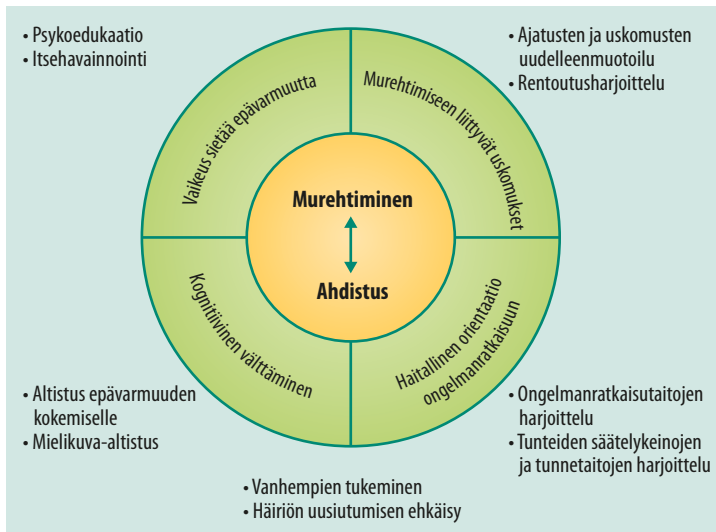 • Psykoedukaatio
• Itsehavainnointi
• Ajatusten ja uskomusten
uudelleenmuotoilu
• Rentoutusharjoittelu
Vaikeus sietää epävarmuutta
Murehtimiseen liittyvät uskomukset
Murehtiminen
Ahdistus
Kognitiivinen välttäminen
Haitallinen orientaatio
ongelmanratkaisuun
• Altistus epävarmuuden
kokemiselle
• Mielikuva-altistus
• Ongelmanratkaisutaitojen
harjoittelu
• Tunteiden säätelykeinojen
ja tunnetaitojen harjoittelu
• Vanhempien tukeminen
• Häiriön uusiutumisen ehkäisy